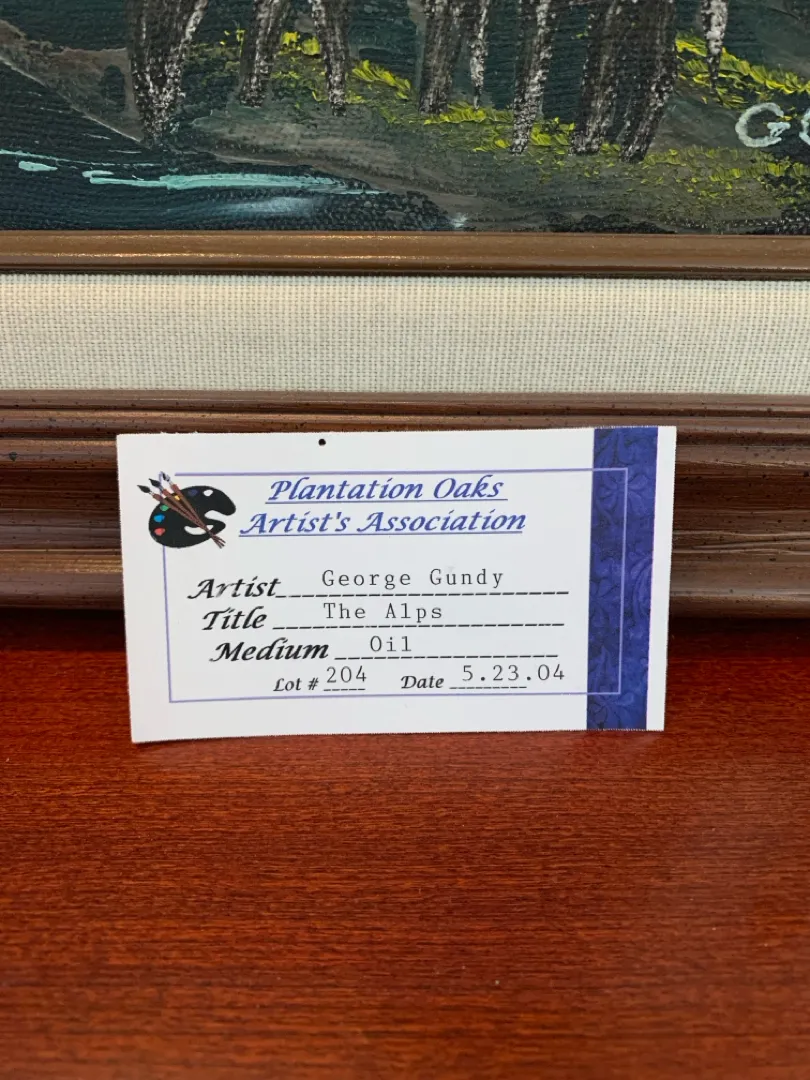 Plantation Oaks
Artist's Association
Artist George Gundy
Title The Alps
Medium Oil
Lot # 204 Date 5.23.04